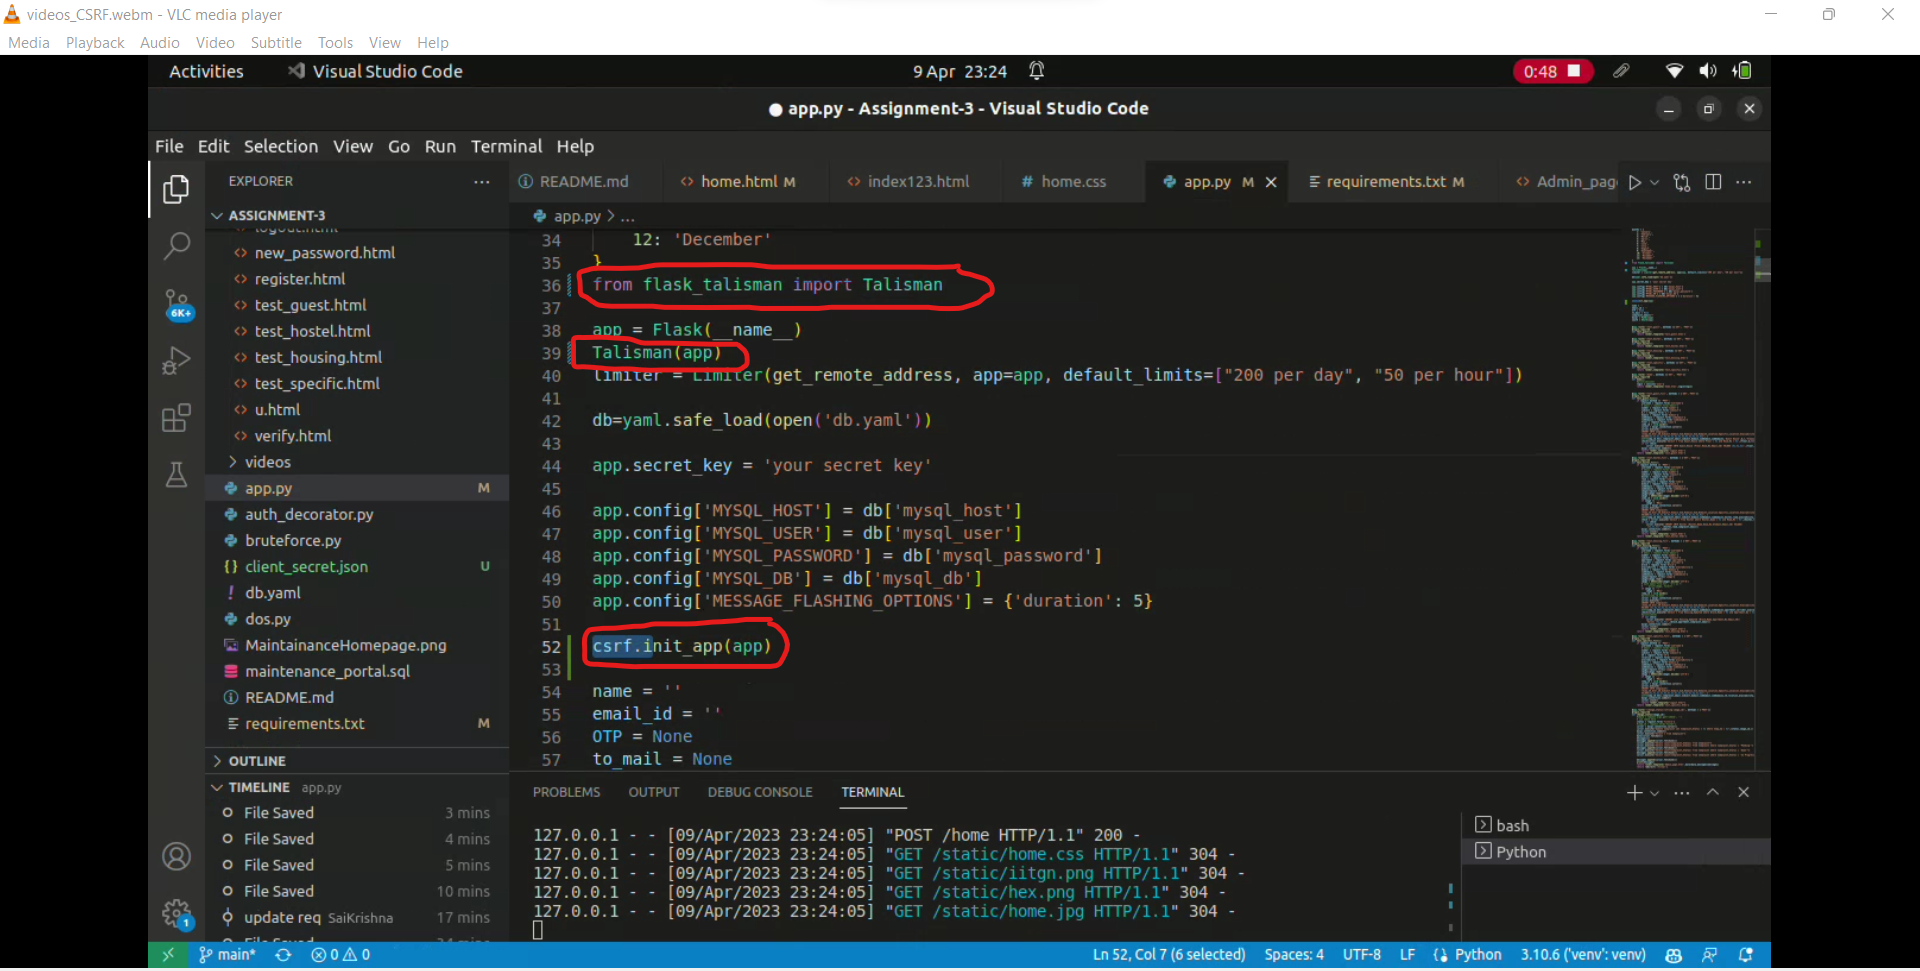 videos_CSRF.webm - VLC media player
Media Playback Audio Video Subtitle Tools View Help
Activities Visual Studio Code 9 Apr 23:24 0:48
● app.py - Assignment-3 - Visual Studio Code
File Edit Selection View Go Run Terminal Help
EXPLORER ...
README.md home.html M index123.html # home.css app.py M requirements.txt M Admin_pag ...
ASSIGNMENT-3
logout.html
new_password.html
register.html
test_guest.html
test_hostel.html
test_housing.html
test_specific.html
u.html
verify.html
videos
app.py M
auth_decorator.py
bruteforce.py
{} client_secret.json U
! db.yaml
dos.py
MaintainanceHomepage.png
maintenance_portal.sql
README.md
requirements.txt M
OUTLINE
TIMELINE app.py
File Saved 3 mins
File Saved 4 mins
File Saved 5 mins
File Saved 10 mins
update req SaiKrishna 17 mins
File Saved
6K+
1
app.py > ...
34 12: 'December'
35 }
36 from flask_talisman import Talisman
37
38 app = Flask(__name__)
39 Talisman(app)
40 limiter = Limiter(get_remote_address, app=app, default_limits=["200 per day", "50 per hour"])
41
42 db=yaml.safe_load(open('db.yaml'))
43
44 app.secret_key = 'your secret key'
45
46 app.config['MYSQL_HOST'] = db['mysql_host']
47 app.config['MYSQL_USER'] = db['mysql_user']
48 app.config['MYSQL_PASSWORD'] = db['mysql_password']
49 app.config['MYSQL_DB'] = db['mysql_db']
50 app.config['MESSAGE_FLASHING_OPTIONS'] = {'duration': 5}
51
52 csrf.init_app(app)
53
54 name = ''
55 email_id = ''
56 OTP = None
57 to_mail = None
PROBLEMS OUTPUT DEBUG CONSOLE TERMINAL
127.0.0.1 - - [09/Apr/2023 23:24:05] "POST /home HTTP/1.1" 200 -
127.0.0.1 - - [09/Apr/2023 23:24:05] "GET /static/home.css HTTP/1.1" 304 -
127.0.0.1 - - [09/Apr/2023 23:24:05] "GET /static/iitgn.png HTTP/1.1" 304 -
127.0.0.1 - - [09/Apr/2023 23:24:05] "GET /static/hex.png HTTP/1.1" 304 -
127.0.0.1 - - [09/Apr/2023 23:24:05] "GET /static/home.jpg HTTP/1.1" 304 -
bash
Python
main* 0 0 Ln 52, Col 7 (6 selected) Spaces: 4 UTF-8 LF Python 3.10.6 ('venv': venv)